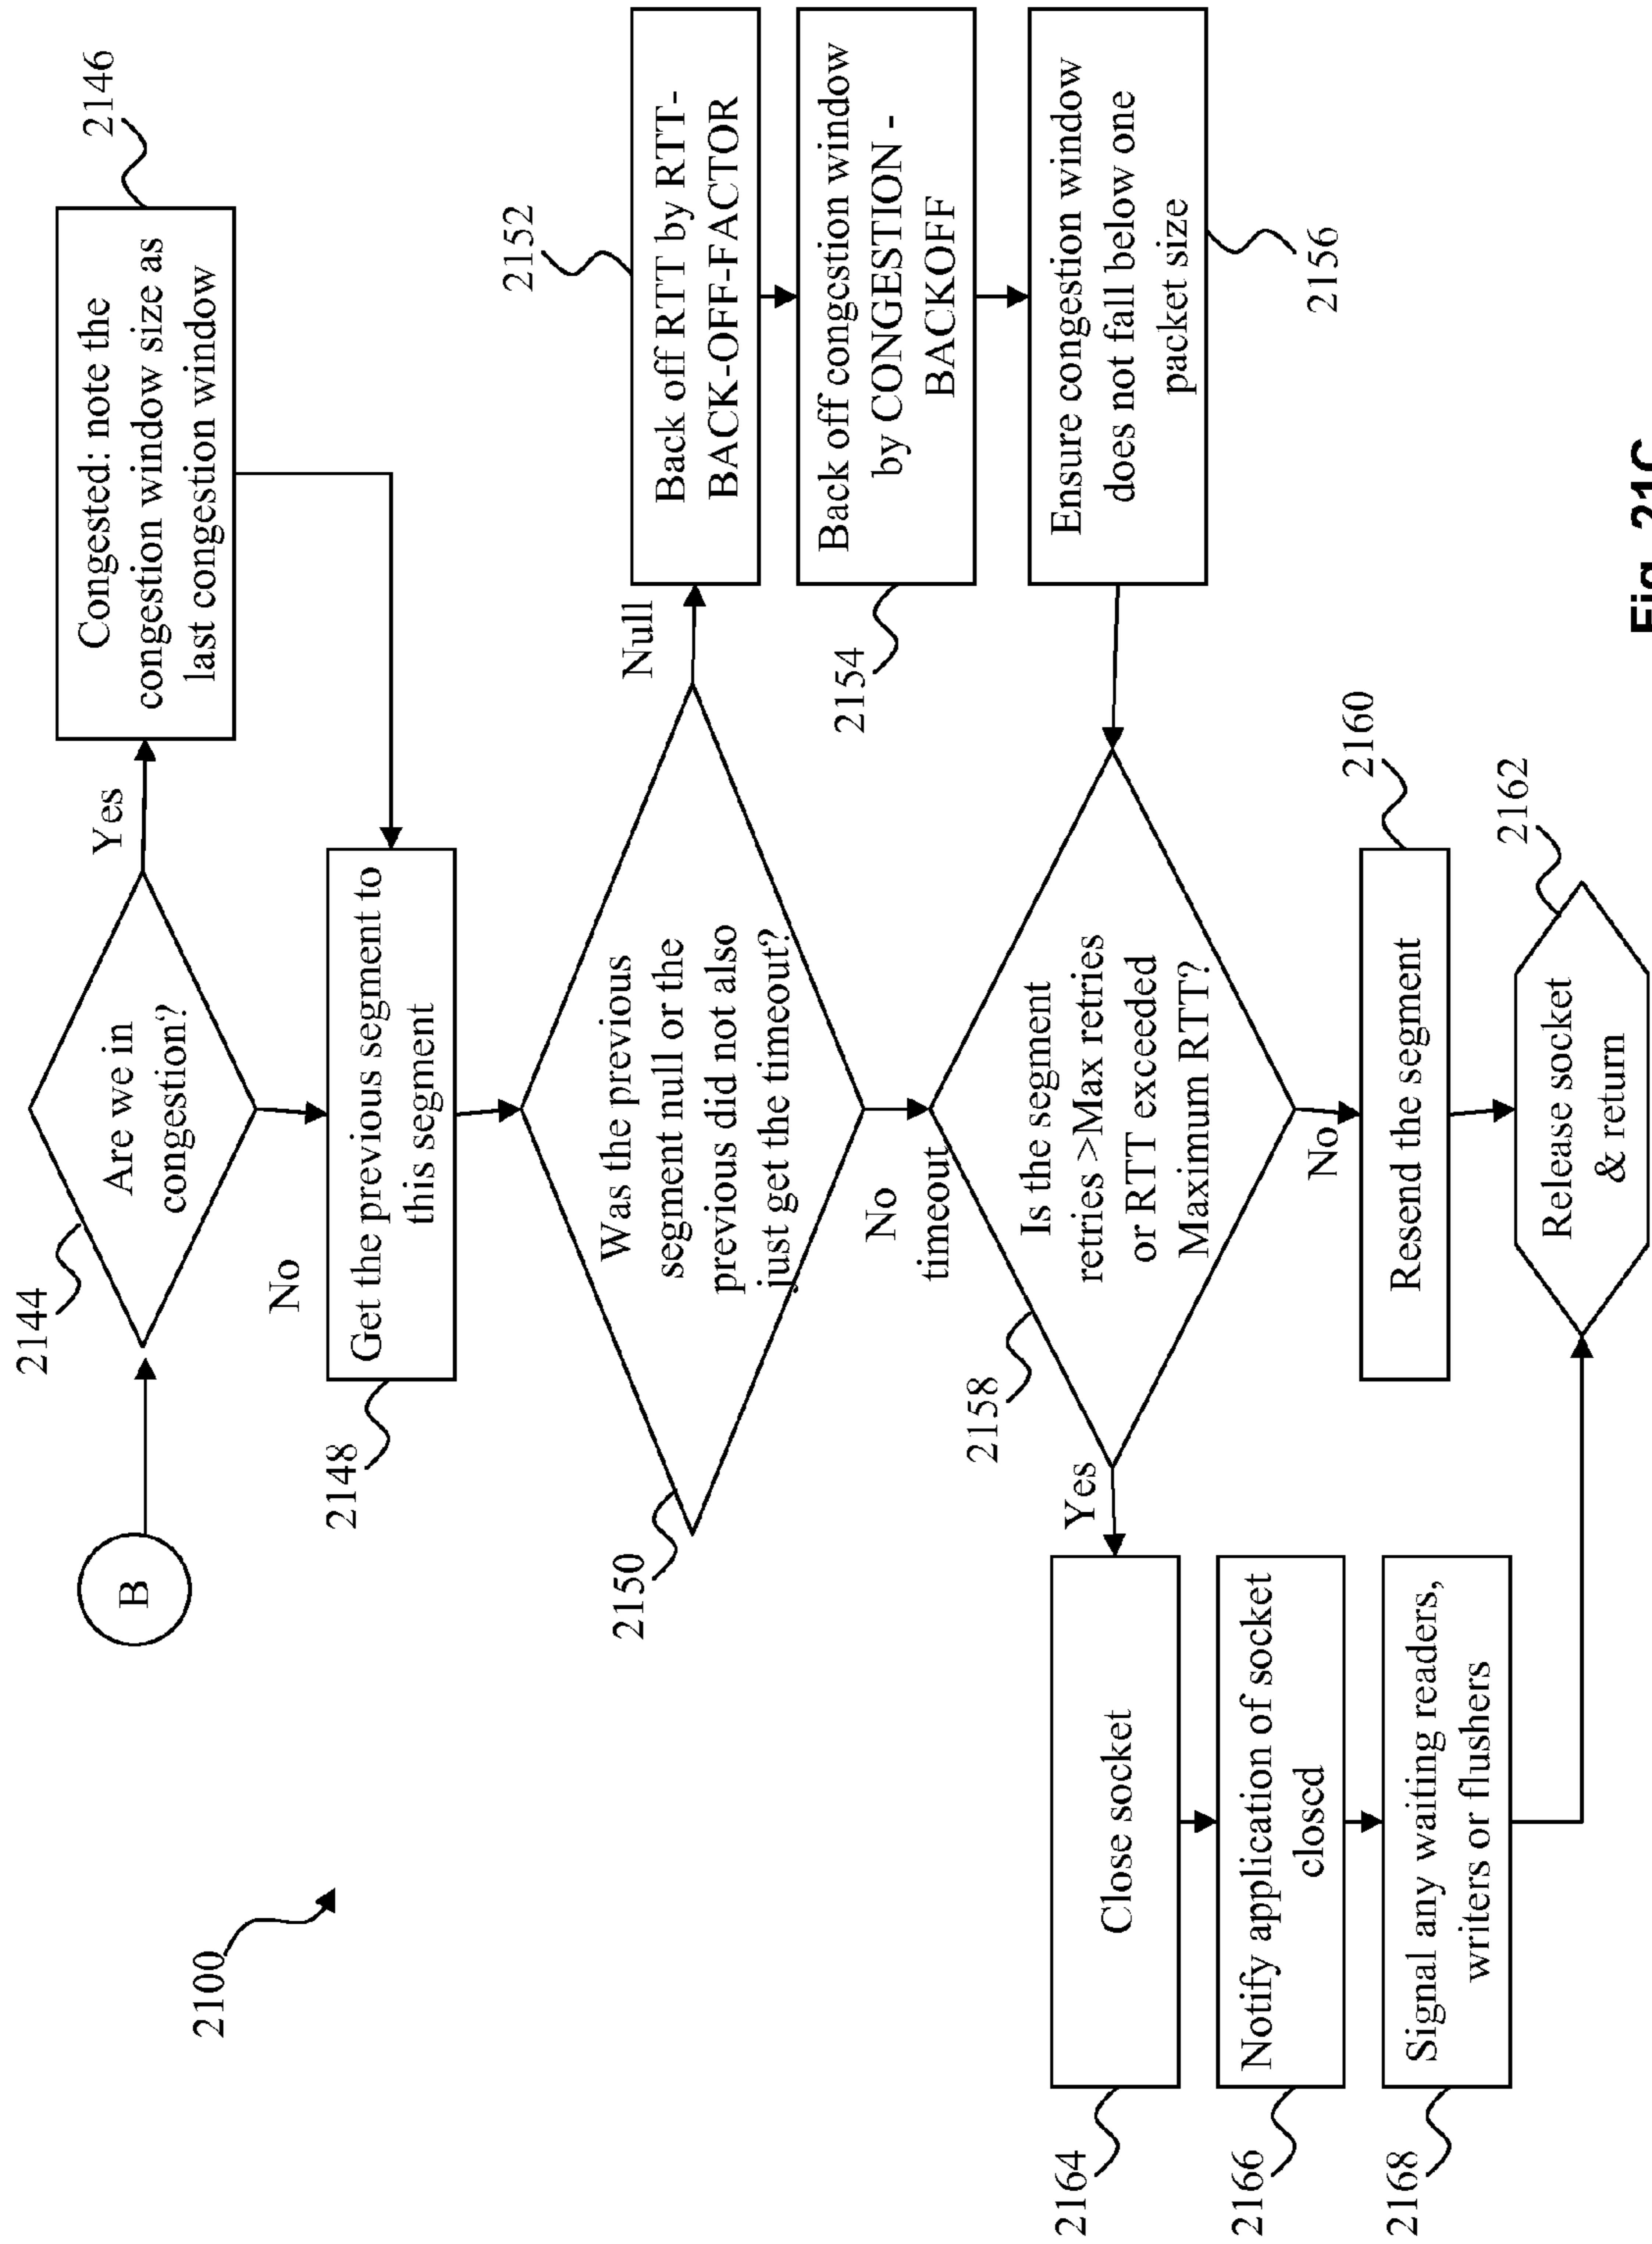 2100
B
2144
Are we in
congestion?
Yes
2146
Congested: note the
congestion window size as
last congestion window
No
2148
Get the previous segment to
this segment
2150
Was the previous
segment null or the
previous did not also
just get the timeout?
Null
2152
Back off RTT by RTT-
BACK-OFF-FACTOR
2154
Back off congestion window
by CONGESTION -
BACKOFF
2156
Ensure congestion window
does not fall below one
packet size
No
timeout
2158
Is the segment
retries >Max retries
or RTT exceeded
Maximum RTT?
Yes
No
2160
Resend the segment
2162
Release socket
& return
2164
Close socket
2166
Notify application of socket
closed
2168
Signal any waiting readers,
writers or flushers
Fig. 21C